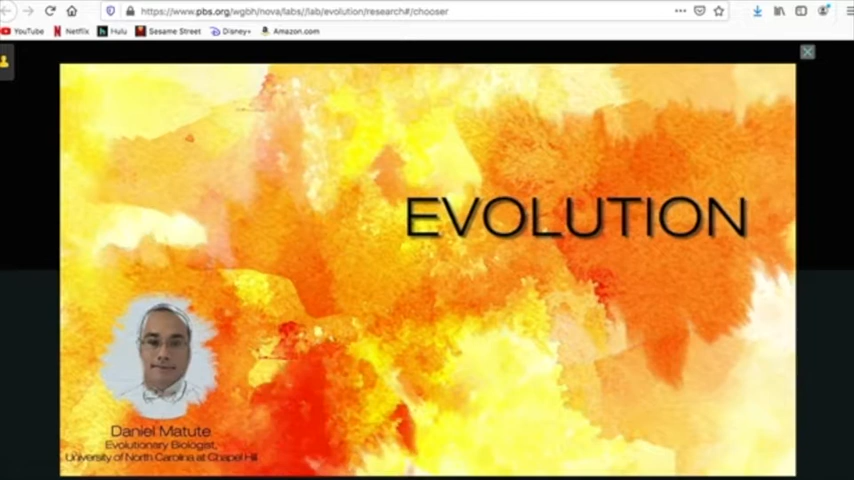 https://www.pbs.org/wgbh/nova/labs//lab/evolution/research#/chooser
YouTube Netflix Hulu Sesame Street Disney+ Amazon.com
EVOLUTION
Daniel Matute
Evolutionary Biologist,
University of North Carolina at Chapel Hill